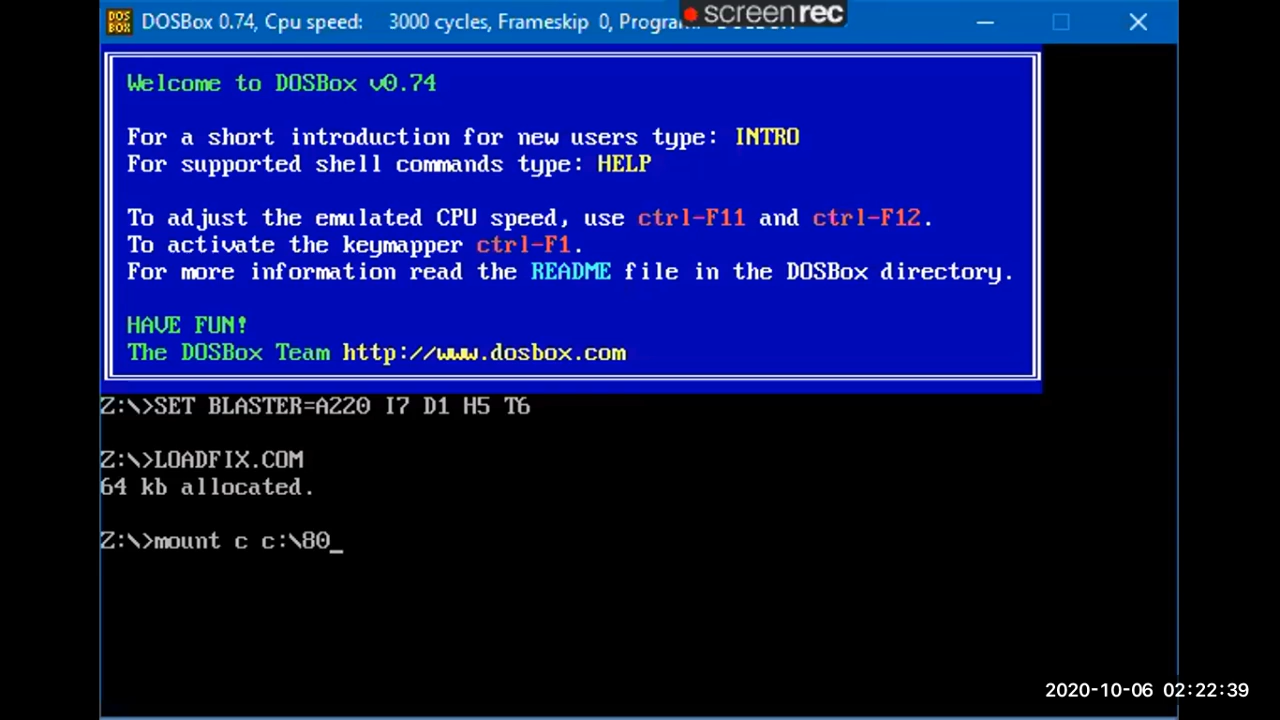 DOSBox 0.74, Cpu speed: 3000 cycles, Frameskip 0,
screenrec
Welcome to DOSBox v0.74
For a short introduction for new users type: INTRO
For supported shell commands type: HELP
To adjust the emulated CPU speed, use ctrl-F11 and ctrl-F12.
To activate the keymapper ctrl-F1.
For more information read the README file in the DOSBox directory.
HAVE FUN!
The DOSBox Team http://www.dosbox.com
Z:\>SET BLASTER=A220 I7 D1 H5 T6
Z:\>LOADFIX.COM
64 kb allocated.
Z:\>mount c c:\80_
2020-10-06 02:22:39